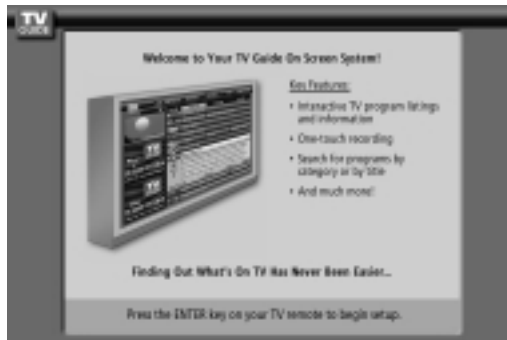 TV
GUIDE
Welcome to Your TV Guide On Screen System!
Key Features:
• Interactive TV program listings
and information
• One-touch recording
• Search for programs by
category or by title
• And much more!
Finding Out What's On TV Has Never Been Easier...
Press the ENTER key on your TV remote to begin setup.